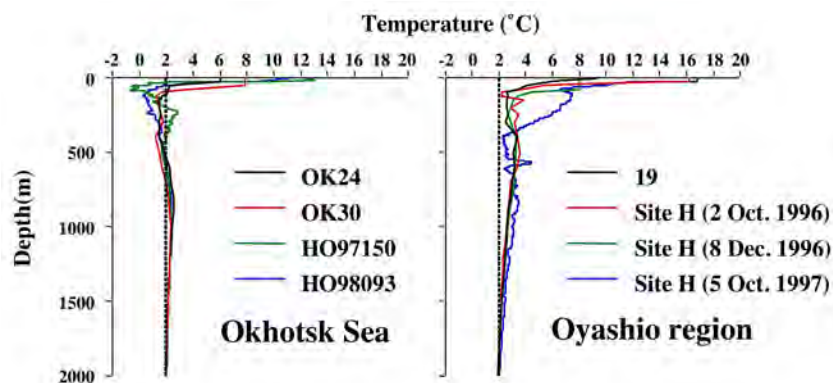 Temperature (˚C)
-2 0 2 4 6 8 10 12 14 16 18 20
-2 0 2 4 6 8 10 12 14 16 18 20
0
500
1000
1500
2000
Depth(m)
OK24
OK30
HO97150
HO98093
Okhotsk Sea
19
Site H (2 Oct. 1996)
Site H (8 Dec. 1996)
Site H (5 Oct. 1997)
Oyashio region